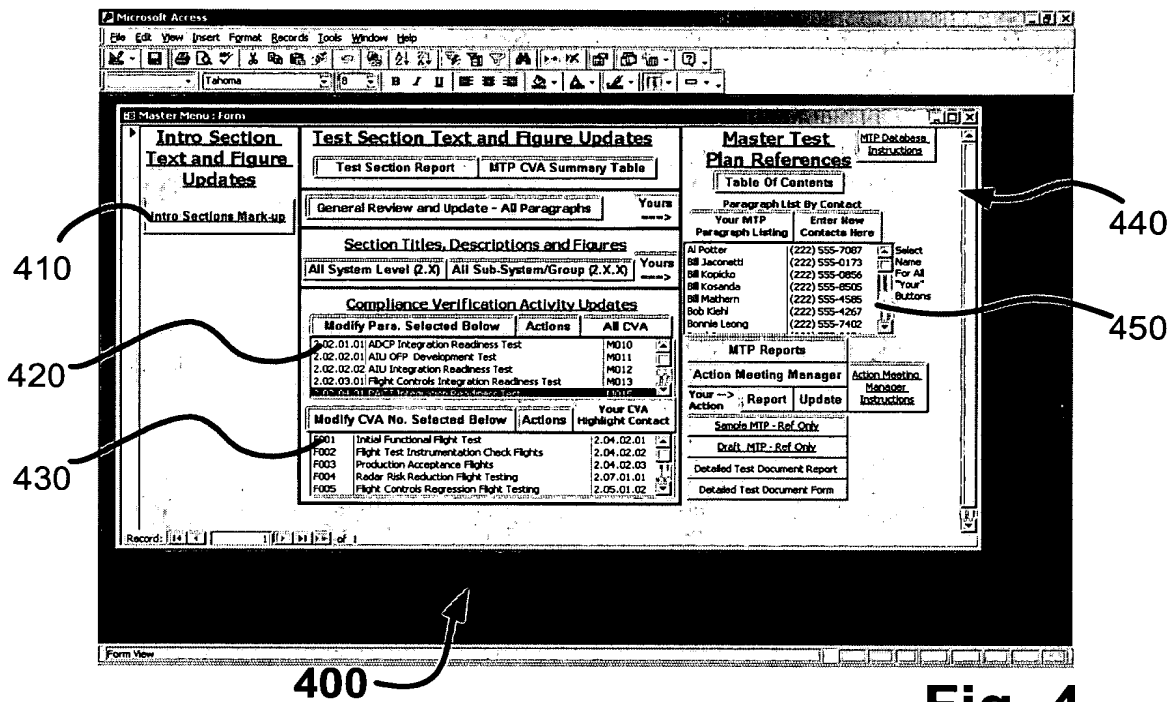 Microsoft Access
File Edit View Insert Format Records Tools Window Help
Tahoma 8 B I U
Master Menu : Form
Intro Section
Text and Figure
Updates
Intro Sections Mark-up
Test Section Text and Figure Updates
Test Section Report MTP CVA Summary Table
General Review and Update - All Paragraphs Yours
===>
Section Titles, Descriptions and Figures
All System Level (2.X) All Sub-System/Group (2.X.X) Yours
===>
Compliance Verification Activity Updates
Modify Para. Selected Below Actions All CVA
2.02.01.01 ADCP Integration Readiness Test M010
2.02.02.01 AIU OFP Development Test M011
2.02.02.02 AIU Integration Readiness Test M012
2.02.03.01 Flight Controls Integration Readiness Test M013
Modify CVA No. Selected Below Actions Your CVA
Highlight Contact
F001 Initial Functional Flight Test 2.04.02.01
F002 Flight Test Instrumentation Check Flights 2.04.02.02
F003 Production Acceptance Flights 2.04.02.03
F004 Radar Risk Reduction Flight Testing 2.07.01.01
F005 Flight Controls Regression Flight Testing 2.05.01.02
Master Test
Plan References
MTP Database
Instructions
Table Of Contents
Paragraph List By Contact
Your MTP
Paragraph Listing
Enter New
Contacts Here
Al Potter (222) 555-7087
Bill Jaconetti (222) 555-0173
Bill Kopicko (222) 555-0856
Bill Kosanda (222) 555-8505
Bill Mathern (222) 555-4585
Bob Kiehl (222) 555-4267
Bonnie Leong (222) 555-7402
Select
Name
For All
"Your"
Buttons
MTP Reports
Action Meeting Manager
Action Meeting
Manager
Instructions
Your -->
Action
Report Update
Sample MTP - Ref Only
Draft MTP - Ref Only
Detailed Test Document Report
Detailed Test Document Form
Record: 1 of 1
Form View
410
420
430
440
450
400
Fig. 4